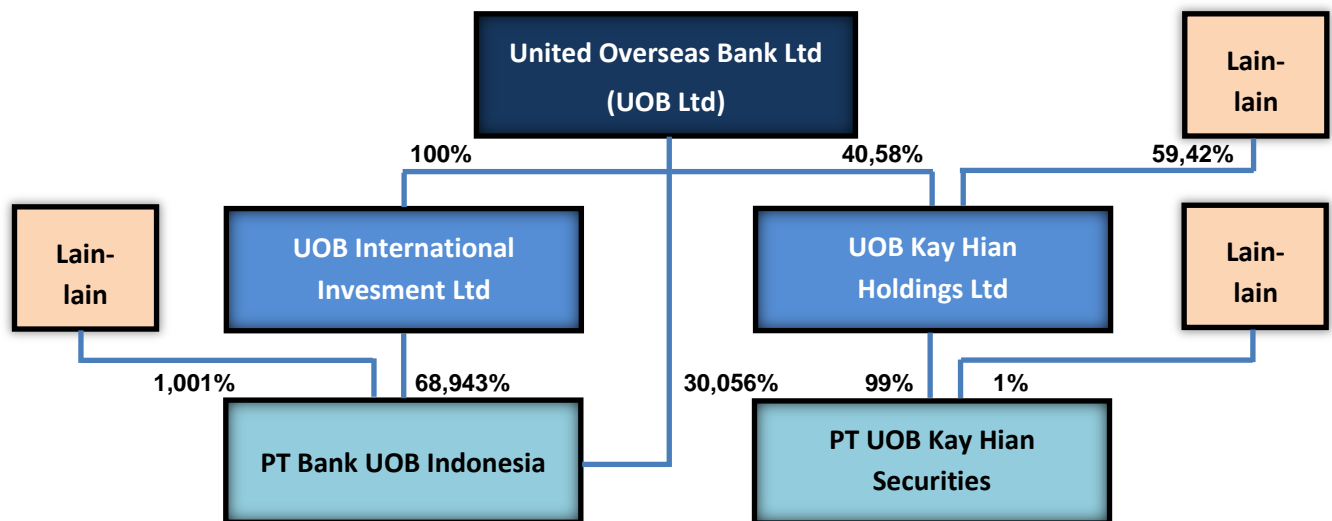 United Overseas Bank Ltd
(UOB Ltd)
Lain-
lain
100%
40,58%
59,42%
Lain-
lain
UOB International
Invesment Ltd
UOB Kay Hian
Holdings Ltd
Lain-
lain
1,001%
68,943%
30,056%
99%
1%
PT Bank UOB Indonesia
PT UOB Kay Hian
Securities